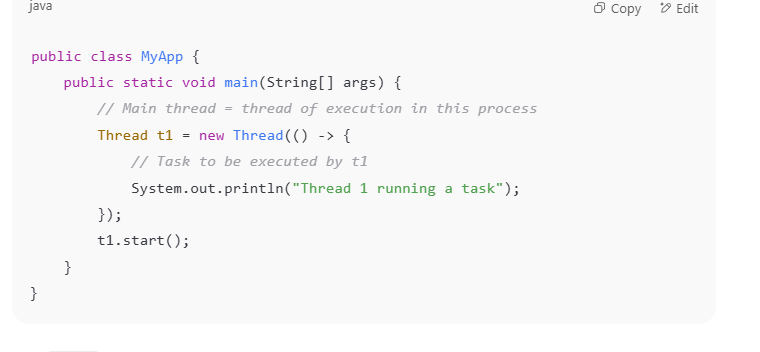 java
Copy
Edit
public class MyApp {
    public static void main(String[] args) {
        // Main thread = thread of execution in this process
        Thread t1 = new Thread(() -> {
            // Task to be executed by t1
            System.out.println("Thread 1 running a task");
        });
        t1.start();
    }
}